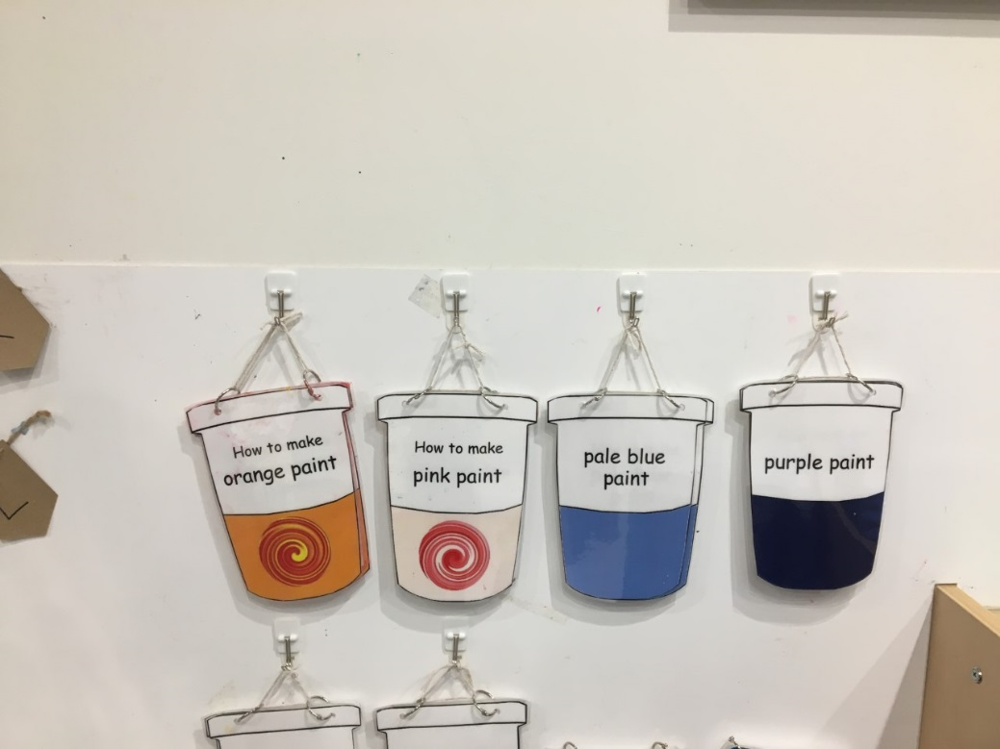 How to make
orange paint
How to make
pink paint
pale blue
paint
purple paint